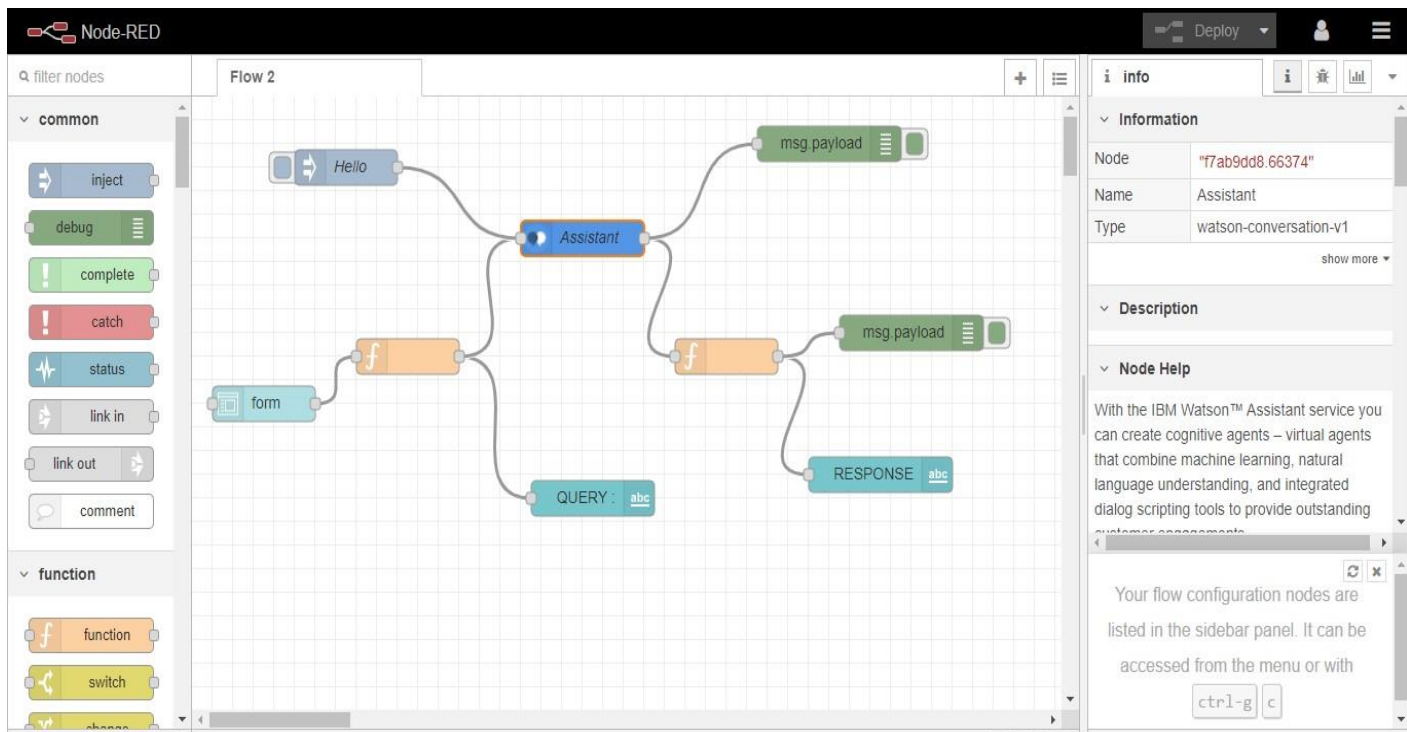 Node-RED
Deploy
filter nodes
Flow 2
i info
i
common
inject
debug
complete
catch
status
link in
link out
comment
function
f function
switch
change
Hello
msg.payload
Assistant
f
f
msg.payload
form
QUERY : abc
RESPONSE abc
Information
Node "f7ab9dd8.66374"
Name Assistant
Type watson-conversation-v1
show more
Description
Node Help
With the IBM Watson™ Assistant service you
can create cognitive agents – virtual agents
that combine machine learning, natural
language understanding, and integrated
dialog scripting tools to provide outstanding
customer engagements
Your flow configuration nodes are
listed in the sidebar panel. It can be
accessed from the menu or with
ctrl-g c